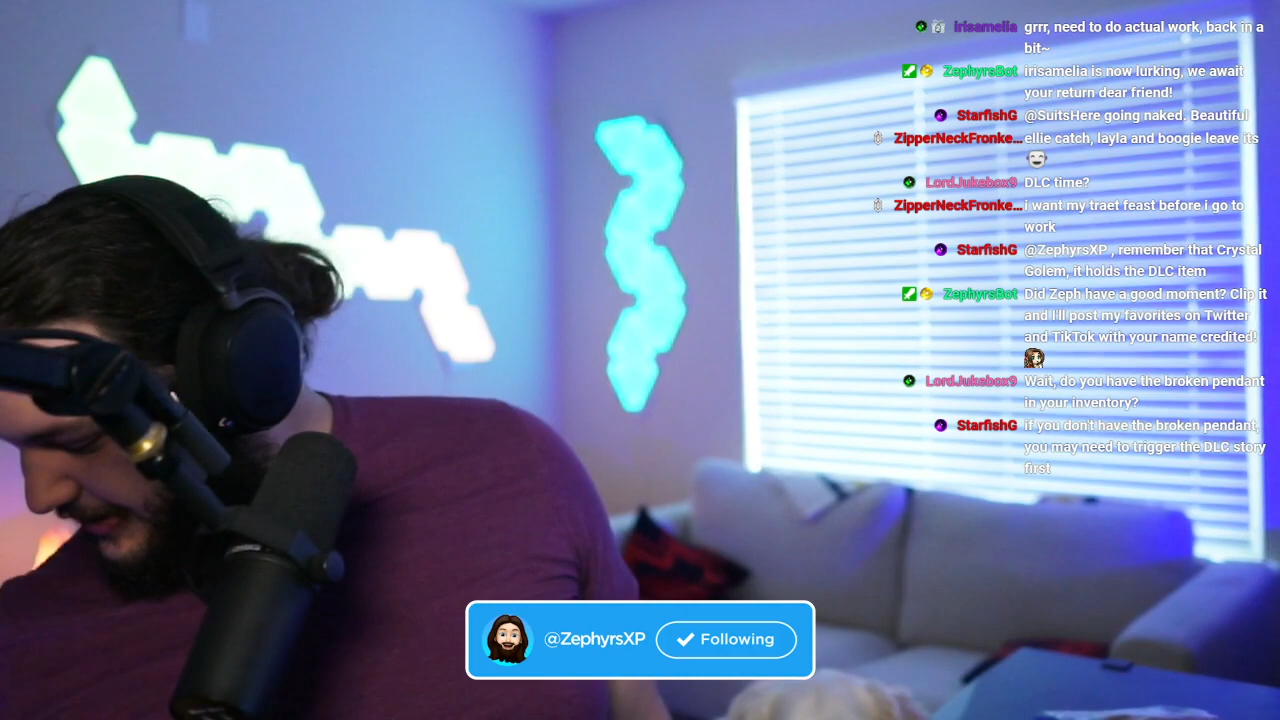 irisamelia grrr, need to do actual work, back in a
bit~
ZephyrsBot irisamelia is now lurking, we await
your return dear friend!
StarfishG @SuitsHere going naked. Beautiful
ZipperNeckFronke... ellie catch, layla and boogie leave its
LordJukebox9 DLC time?
ZipperNeckFronke... i want my traet feast before i go to
work
StarfishG @ZephyrsXP , remember that Crystal
Golem, it holds the DLC item
ZephyrsBot Did Zeph have a good moment? Clip it
and I'll post my favorites on Twitter
and TikTok with your name credited!
LordJukebox9 Wait, do you have the broken pendant
in your inventory?
StarfishG if you don't have the broken pendant,
you may need to trigger the DLC story
first
@ZephyrsXP Following